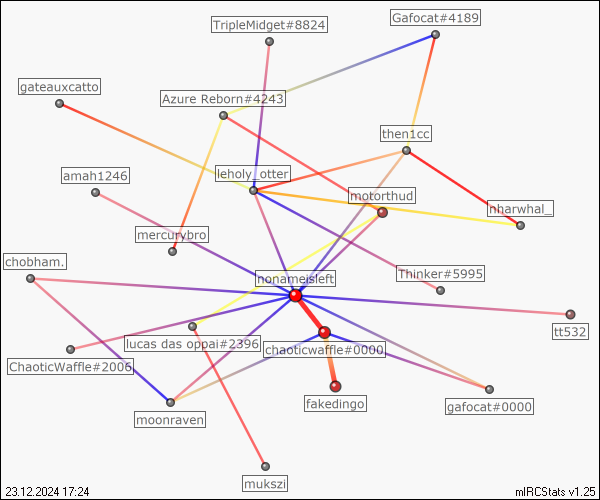 Gafocat#4189
TripleMidget#8824
gateauxcatto
Azure Reborn#4243
then1cc
leholy_otter
amah1246
motorthud
nharwhal_
mercurybro
chobham.
nonameisleft
Thinker#5995
tt532
lucas das oppai#2396
chaoticwaffle#0000
ChaoticWaffle#2006
fakedingo
gafocat#0000
moonraven
mukszi
23.12.2024 17:24
mIRCStats v1.25